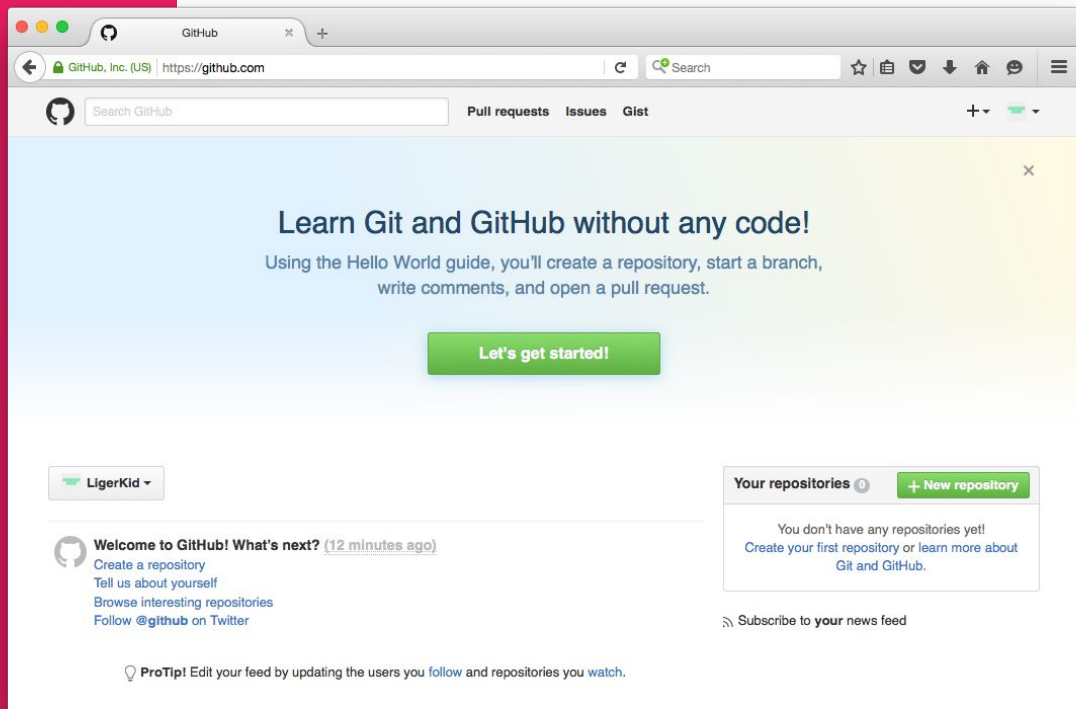 GitHub
GitHub, Inc. (US) https://github.com Search
Search GitHub Pull requests Issues Gist
Learn Git and GitHub without any code!
Using the Hello World guide, you'll create a repository, start a branch,
write comments, and open a pull request.
Let's get started!
LigerKid
Welcome to GitHub! What's next? (12 minutes ago)
Create a repository
Tell us about yourself
Browse interesting repositories
Follow @github on Twitter
ProTip! Edit your feed by updating the users you follow and repositories you watch.
Your repositories 0 + New repository
You don't have any repositories yet!
Create your first repository or learn more about
Git and GitHub.
Subscribe to your news feed